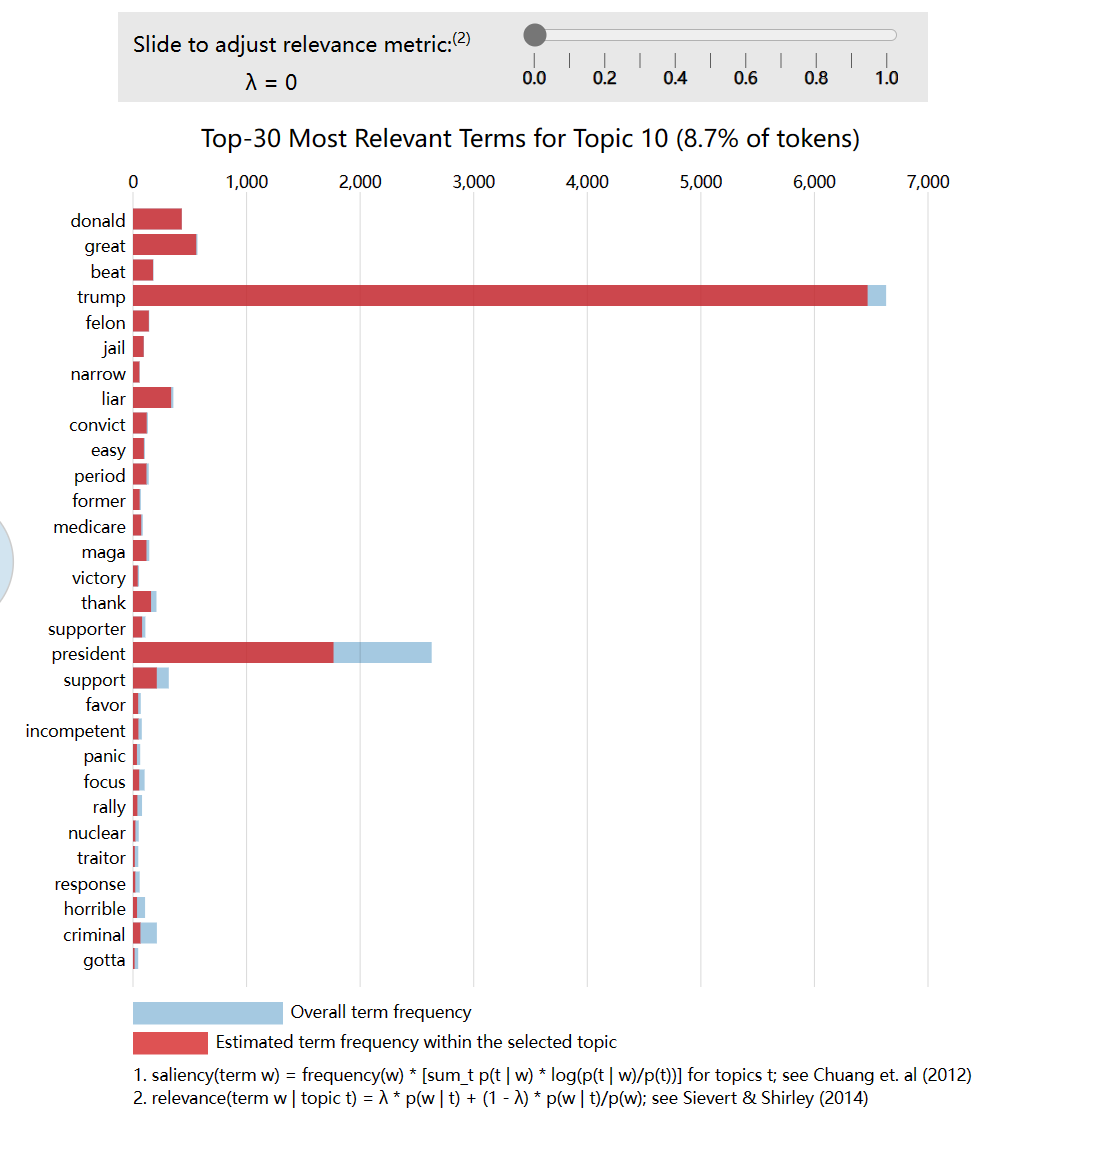 Slide to adjust relevance metric:(2)
λ = 0
0.0 0.2 0.4 0.6 0.8 1.0
Top-30 Most Relevant Terms for Topic 10 (8.7% of tokens)
0 1,000 2,000 3,000 4,000 5,000 6,000 7,000
donald
great
beat
trump
felon
jail
narrow
liar
convict
easy
period
former
medicare
maga
victory
thank
supporter
president
support
favor
incompetent
panic
focus
rally
nuclear
traitor
response
horrible
criminal
gotta
Overall term frequency
Estimated term frequency within the selected topic
1. saliency(term w) = frequency(w) * [sum_t p(t | w) * log(p(t | w)/p(t))] for topics t; see Chuang et. al (2012)
2. relevance(term w | topic t) = λ * p(w | t) + (1 - λ) * p(w | t)/p(w); see Sievert & Shirley (2014)